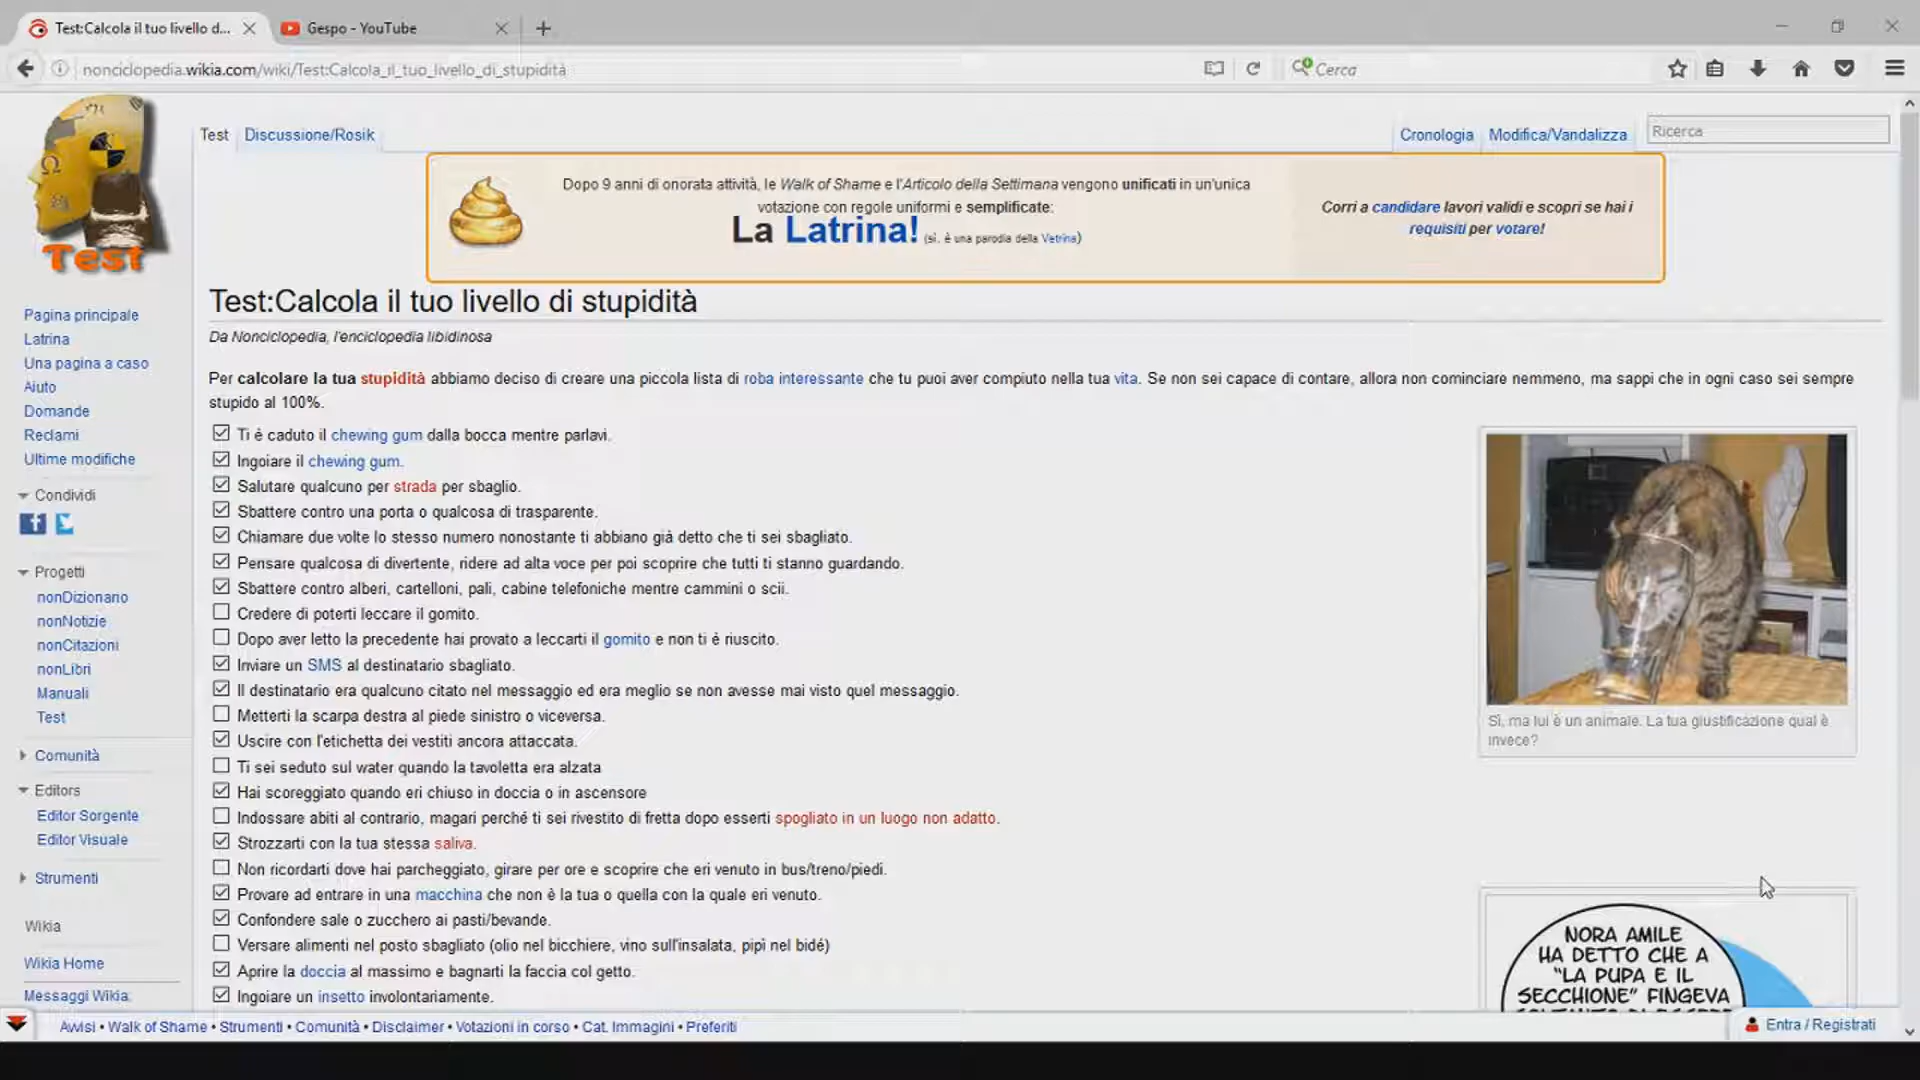 Test:Calcola il tuo livello d...
Gespo - YouTube
nonciclopedia.wikia.com/wiki/Test:Calcola_il_tuo_livello_di_stupidità
Cerca
Test
Discussione/Rosik
Cronologia
Modifica/Vandalizza
Ricerca
Test
Dopo 9 anni di onorata attività, le Walk of Shame e l'Articolo della Settimana vengono unificati in un'unica
votazione con regole uniformi e semplificate:
La Latrina! (sì, è una parodia della Vetrina)
Corri a candidare lavori validi e scopri se hai i
requisiti per votare!
Pagina principale
Latrina
Una pagina a caso
Aiuto
Domande
Reclami
Ultime modifiche
Condividi
Progetti
nonDizionario
nonNotizie
nonCitazioni
nonLibri
Manuali
Test
Comunità
Editors
Editor Sorgente
Editor Visuale
Strumenti
Wikia
Wikia Home
Messaggi Wikia:
Test:Calcola il tuo livello di stupidità
Da Nonciclopedia, l'enciclopedia libidinosa
Per calcolare la tua stupidità abbiamo deciso di creare una piccola lista di roba interessante che tu puoi aver compiuto nella tua vita. Se non sei capace di contare, allora non cominciare nemmeno, ma sappi che in ogni caso sei sempre
stupido al 100%.
Ti è caduto il chewing gum dalla bocca mentre parlavi.
Ingoiare il chewing gum.
Salutare qualcuno per strada per sbaglio.
Sbattere contro una porta o qualcosa di trasparente.
Chiamare due volte lo stesso numero nonostante ti abbiano già detto che ti sei sbagliato.
Pensare qualcosa di divertente, ridere ad alta voce per poi scoprire che tutti ti stanno guardando.
Sbattere contro alberi, cartelloni, pali, cabine telefoniche mentre cammini o scii.
Credere di poterti leccare il gomito.
Dopo aver letto la precedente hai provato a leccarti il gomito e non ti è riuscito.
Inviare un SMS al destinatario sbagliato.
Il destinatario era qualcuno citato nel messaggio ed era meglio se non avesse mai visto quel messaggio.
Metterti la scarpa destra al piede sinistro o viceversa.
Uscire con l'etichetta dei vestiti ancora attaccata.
Ti sei seduto sul water quando la tavoletta era alzata
Hai scoreggiato quando eri chiuso in doccia o in ascensore
Indossare abiti al contrario, magari perché ti sei rivestito di fretta dopo esserti spogliato in un luogo non adatto.
Strozzarti con la tua stessa saliva.
Non ricordarti dove hai parcheggiato, girare per ore e scoprire che eri venuto in bus/treno/piedi.
Provare ad entrare in una macchina che non è la tua o quella con la quale eri venuto.
Confondere sale o zucchero ai pasti/bevande.
Versare alimenti nel posto sbagliato (olio nel bicchiere, vino sull'insalata, pipì nel bidé)
Aprire la doccia al massimo e bagnarti la faccia col getto.
Ingoiare un insetto involontariamente.
Sì, ma lui è un animale. La tua giustificazione qual è
invece?
NORA AMILE
HA DETTO CHE A
"LA PUPA E IL
SECCHIONE" FINGEVA
Avvisi • Walk of Shame • Strumenti • Comunità • Disclaimer • Votazioni in corso • Cat. Immagini • Preferiti
Entra / Registrati